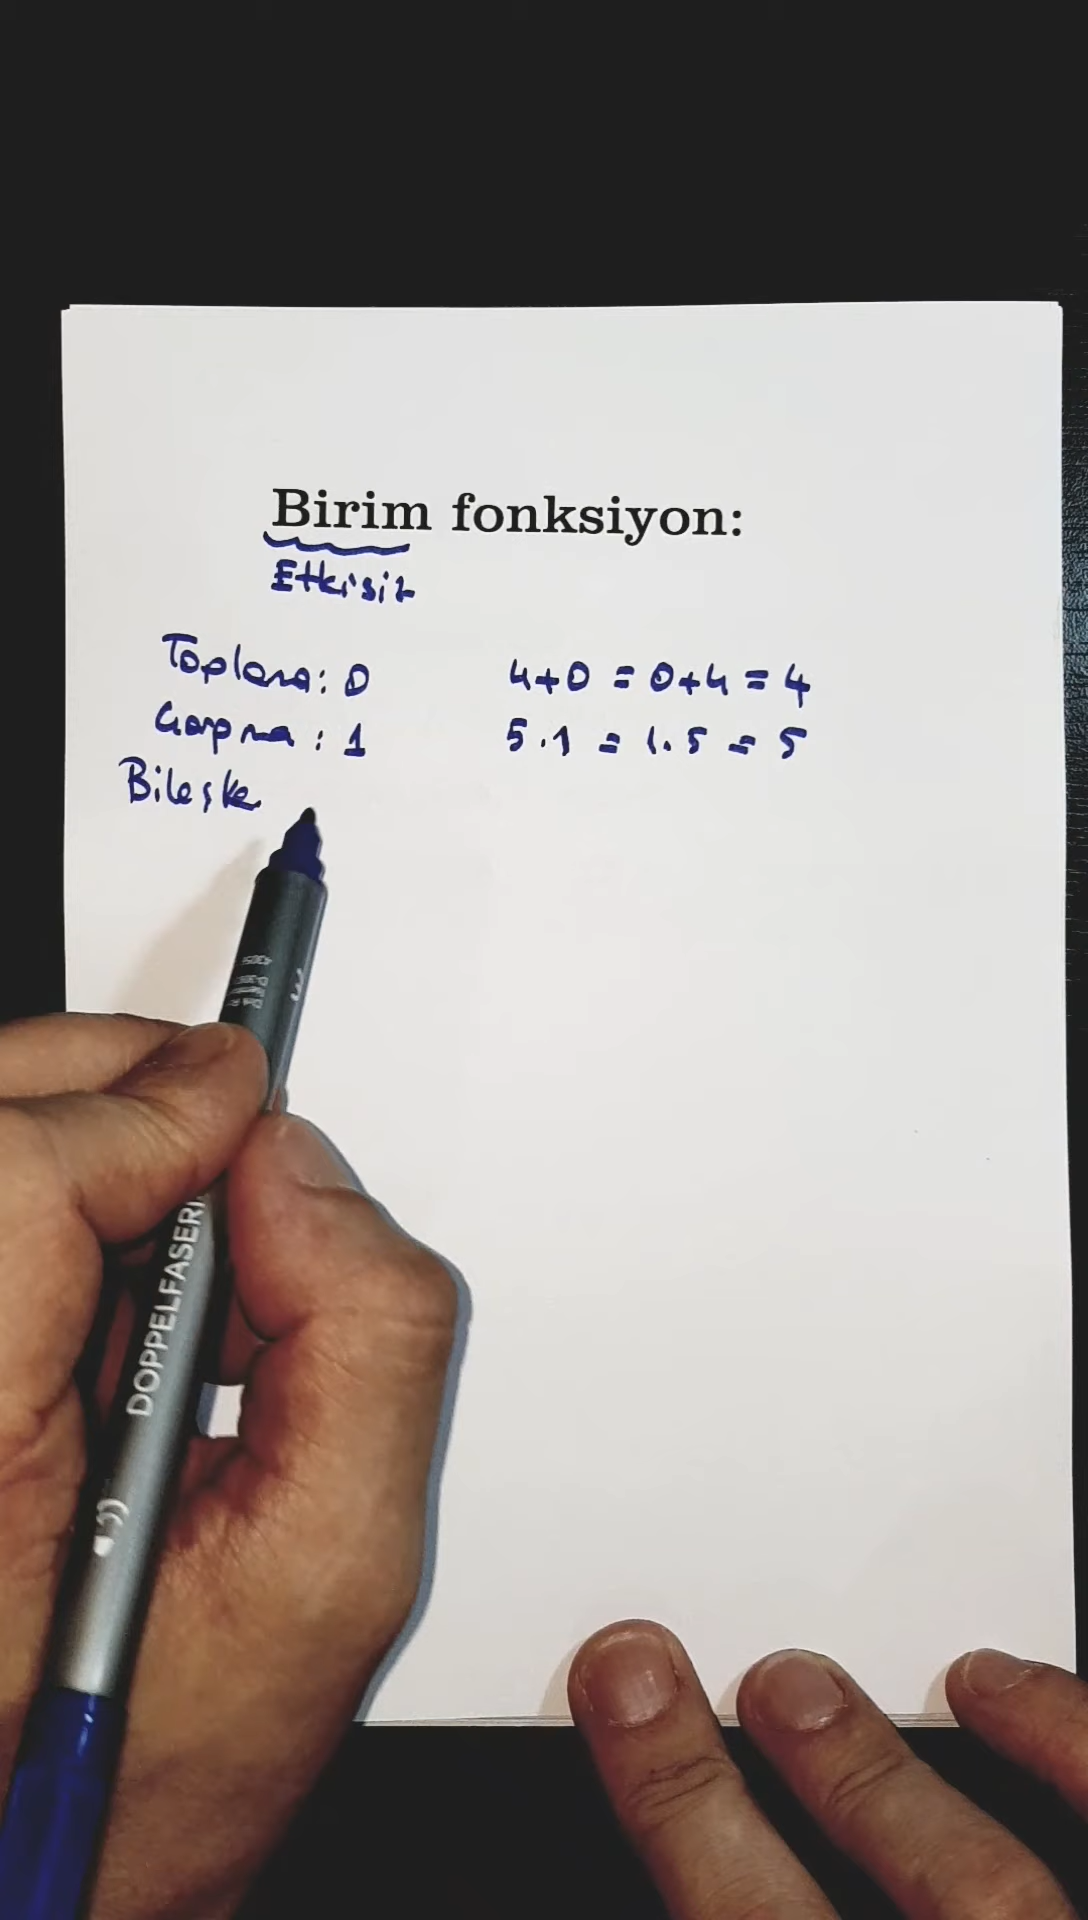 Birim fonksiyon:
Etkisiz
Toplama: 0 4+0 = 0+4 = 4
Çarpma: 1 5.1 = 1.5 = 5
Bileşke
DOPPELFASER